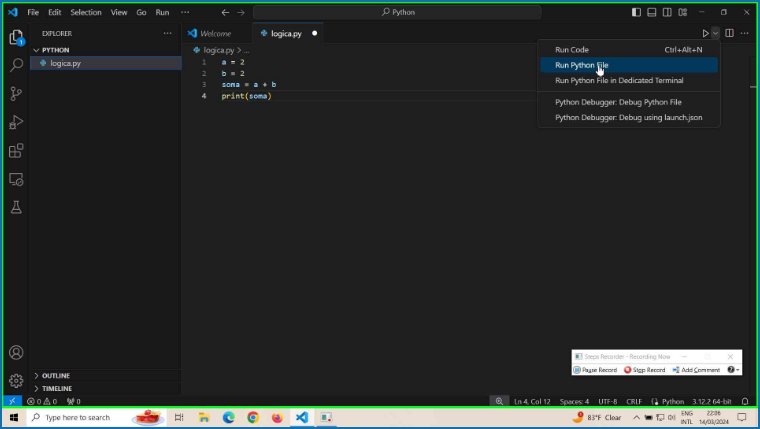 File Edit Selection View Go Run ··· Python
EXPLORER ···
Welcome logica.py
PYTHON
logica.py
logica.py > ...
1 a = 2
2 b = 2
3 soma = a + b
4 print(soma)
Run Code Ctrl+Alt+N
Run Python File
Run Python File in Dedicated Terminal
Python Debugger: Debug Python File
Python Debugger: Debug using launch.json
1
Steps Recorder - Recording Now
Pause Record Stop Record Add Comment
OUTLINE
TIMELINE
0 0 0 Ln 4, Col 12 Spaces: 4 UTF-8 CRLF Python 3.12.2 64-bit
Type here to search 83°F Clear ENG 22:06
INTL 14/03/2024